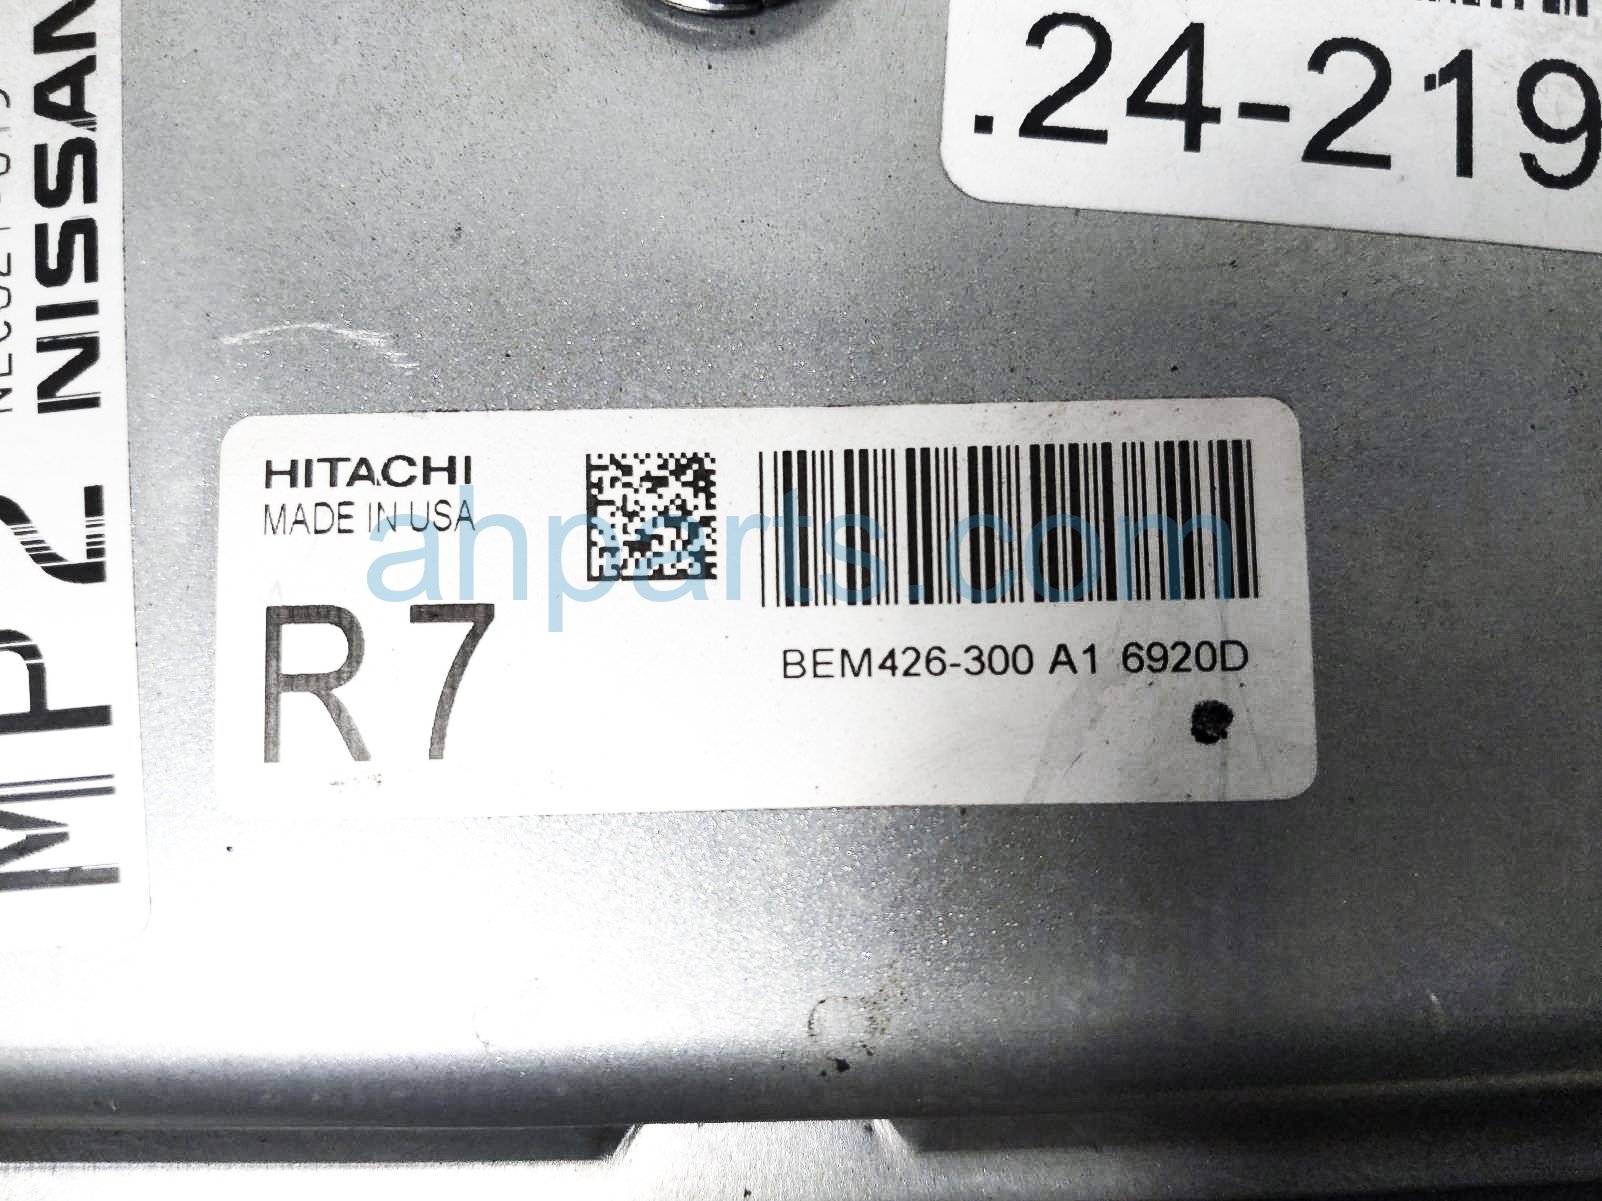 .24-219
NISSAN
MP2
HITACHI
MADE IN USA
R7
BEM426-300 A1 6920D
ahparts.com